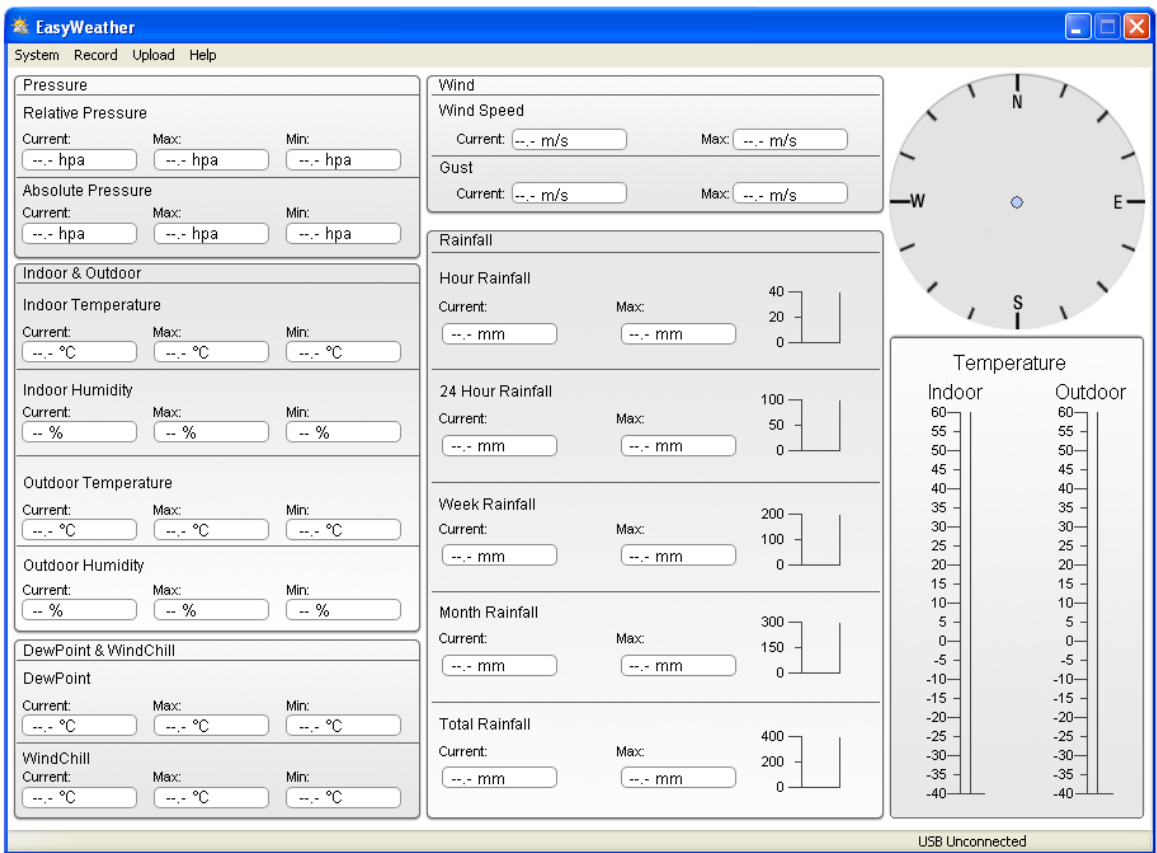 EasyWeather
System Record Upload Help
Pressure
Relative Pressure
Current: Max: Min:
--.- hpa --.- hpa --.- hpa
Absolute Pressure
Current: Max: Min:
--.- hpa --.- hpa --.- hpa
Indoor & Outdoor
Indoor Temperature
Current: Max: Min:
--.- °C --.- °C --.- °C
Indoor Humidity
Current: Max: Min:
-- % -- % -- %
Outdoor Temperature
Current: Max: Min:
--.- °C --.- °C --.- °C
Outdoor Humidity
Current: Max: Min:
-- % -- % -- %
DewPoint & WindChill
DewPoint
Current: Max: Min:
--.- °C --.- °C --.- °C
WindChill
Current: Max: Min:
--.- °C --.- °C --.- °C
Wind
Wind Speed
Current: --.- m/s Max: --.- m/s
Gust
Current: --.- m/s Max: --.- m/s
Rainfall
Hour Rainfall
Current: Max:
--.- mm --.- mm
40
20
0
24 Hour Rainfall
Current: Max:
--.- mm --.- mm
100
50
0
Week Rainfall
Current: Max:
--.- mm --.- mm
200
100
0
Month Rainfall
Current: Max:
--.- mm --.- mm
300
150
0
Total Rainfall
Current: Max:
--.- mm --.- mm
400
200
0
N
W E
S
Temperature
Indoor Outdoor
60 60
55 55
50 50
45 45
40 40
35 35
30 30
25 25
20 20
15 15
10 10
5 5
0 0
-5 -5
-10 -10
-15 -15
-20 -20
-25 -25
-30 -30
-35 -35
-40 -40
USB Unconnected